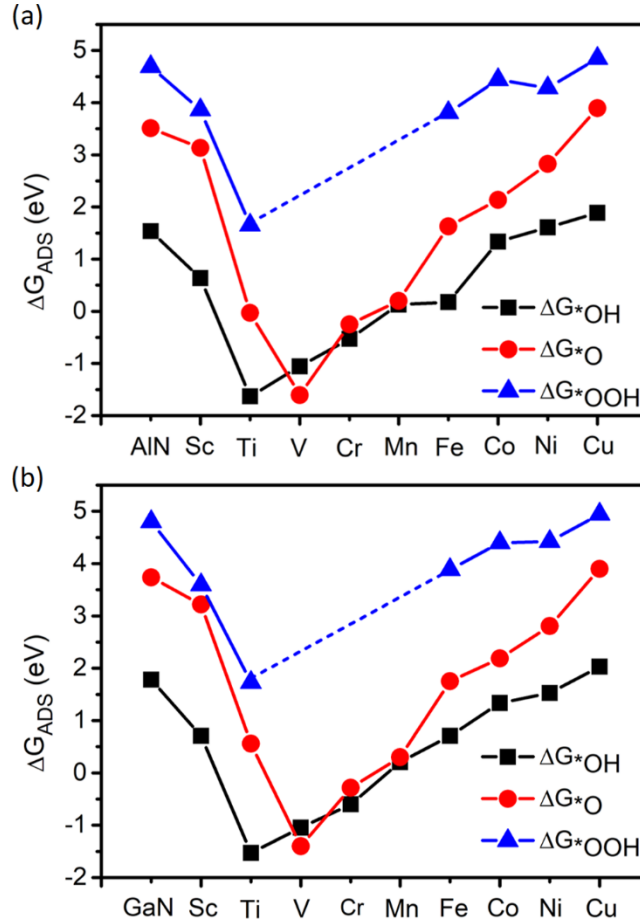 (a)
5
4
3
2
1
0
-1
-2
ΔG_ADS (eV)
ΔG*OH
ΔG*O
ΔG*OOH
AlN Sc Ti V Cr Mn Fe Co Ni Cu
(b)
5
4
3
2
1
0
-1
-2
ΔG_ADS (eV)
ΔG*OH
ΔG*O
ΔG*OOH
GaN Sc Ti V Cr Mn Fe Co Ni Cu